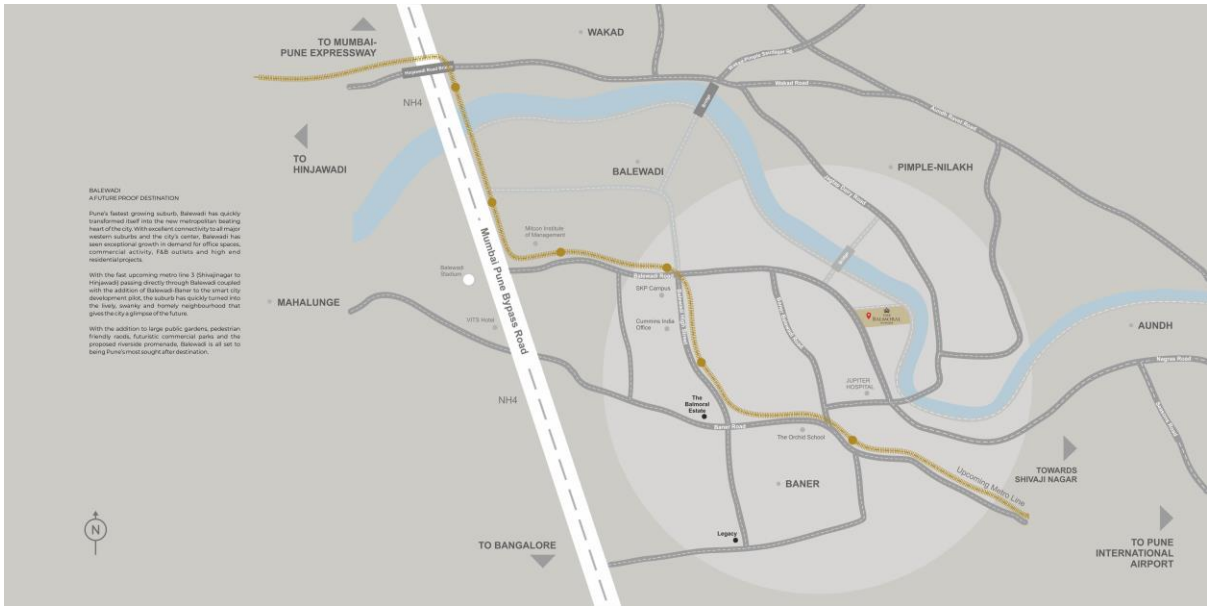 TO MUMBAI-
PUNE EXPRESSWAY
WAKAD
Wakad Road
NH4
TO
HINJAWADI
BALEWADI
PIMPLE-NILAKH
BALEWADI
A FUTURE PROOF DESTINATION
Pune's fastest growing suburb, Balewadi has quickly
transformed itself into the new metropolitan beating
heart of the city. With excellent connectivity to all major
western suburbs and the city's center, Balewadi has
seen exceptional growth in demand for office spaces,
commercial activity, F&B outlets and high end
residential projects.
With the fast upcoming metro line 3 (Shivajinagar to
Hinjewadi) passing directly through Balewadi coupled
with the addition of Balewadi-Baner to the smart city
development pilot, the suburb has quickly turned into
the lively, swanky and homely neighbourhood that
gives the city a glimpse of the future.
With the addition to large public gardens, pedestrian
friendly roads, futuristic commercial parks and the
proposed riverside promenade, Balewadi is all set to
being Pune's most sought after destination.
Mitcon Institute
of Management
Mumbai Pune Bypass Road
Balewadi
Stadium
Balewadi Road
SKP Campus
MAHALUNGE
VITS Hotel
Cummins India
Office
AUNDH
Nagras Road
JUPITER
HOSPITAL
NH4
The
Balmoral
Estate
Baner Road
The Orchid School
BANER
Upcoming Metro Line
TOWARDS
SHIVAJI NAGAR
Legacy
N
TO BANGALORE
TO PUNE
INTERNATIONAL
AIRPORT